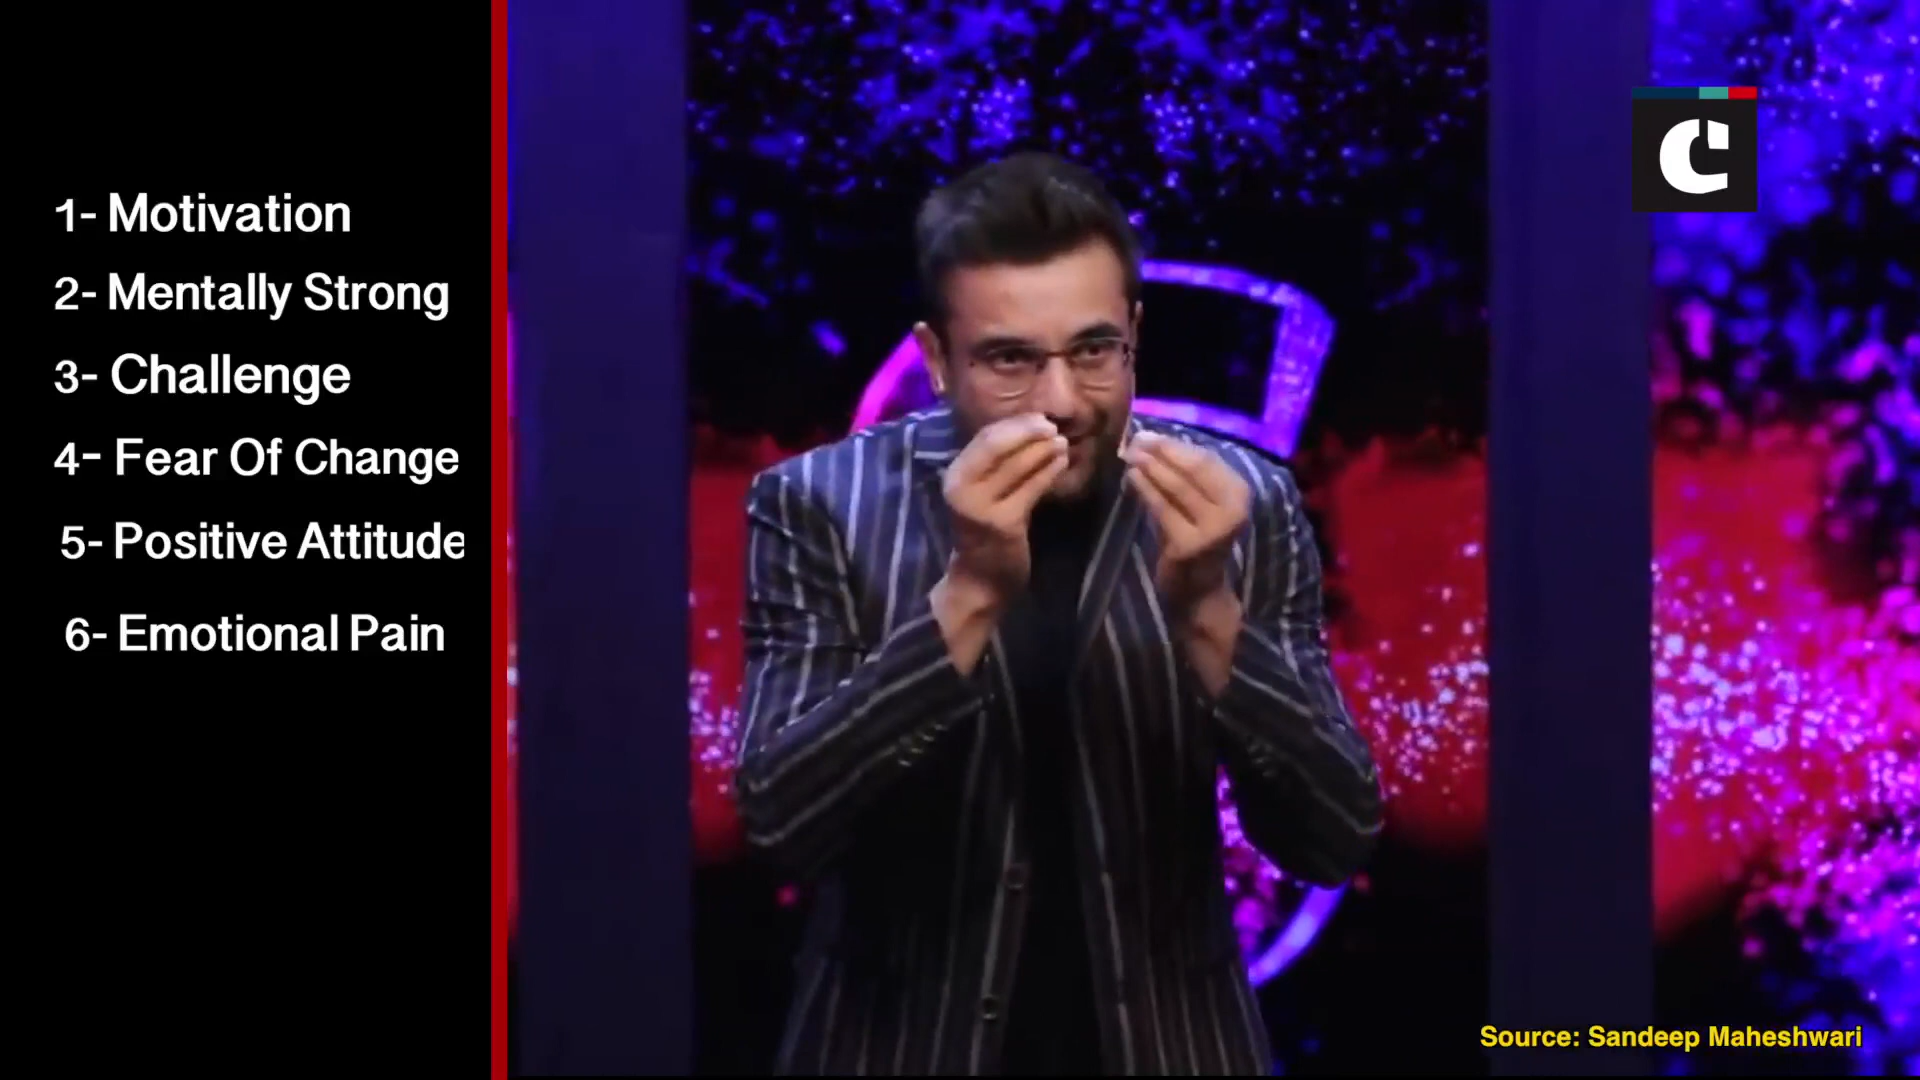 1- Motivation
2- Mentally Strong
3- Challenge
4- Fear Of Change
5- Positive Attitude
6- Emotional Pain
Source: Sandeep Maheshwari